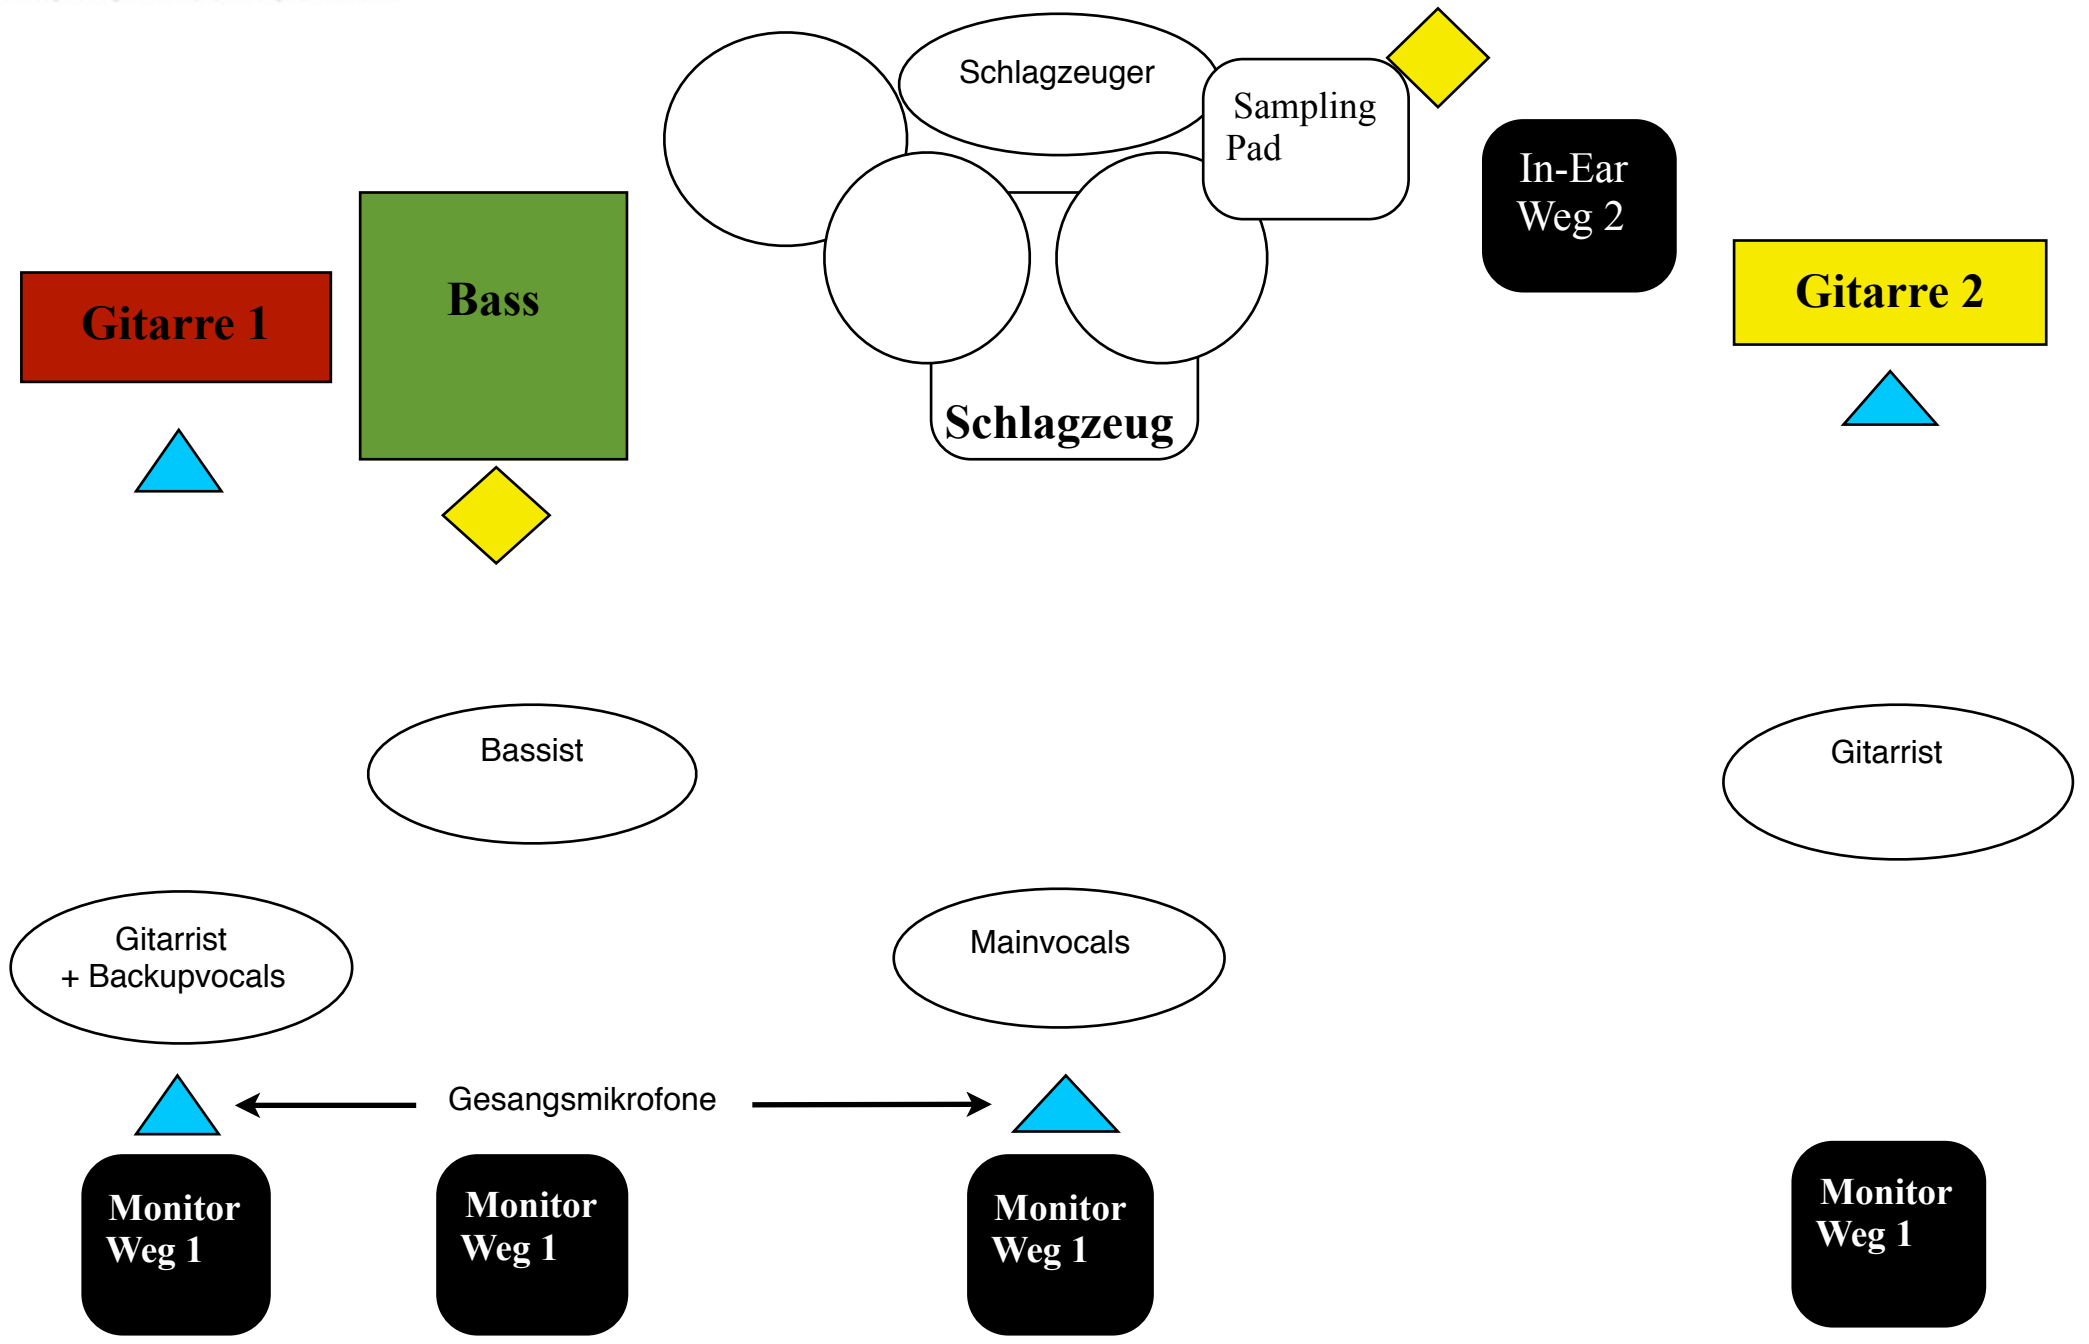 Schlagzeuger
Sampling
Pad
In-Ear
Weg 2
Gitarre 1
Bass
Gitarre 2
Schlagzeug
Bassist
Gitarrist
Gitarrist
+ Backupvocals
Mainvocals
Gesangsmikrofone
Monitor
Weg 1
Monitor
Weg 1
Monitor
Weg 1
Monitor
Weg 1